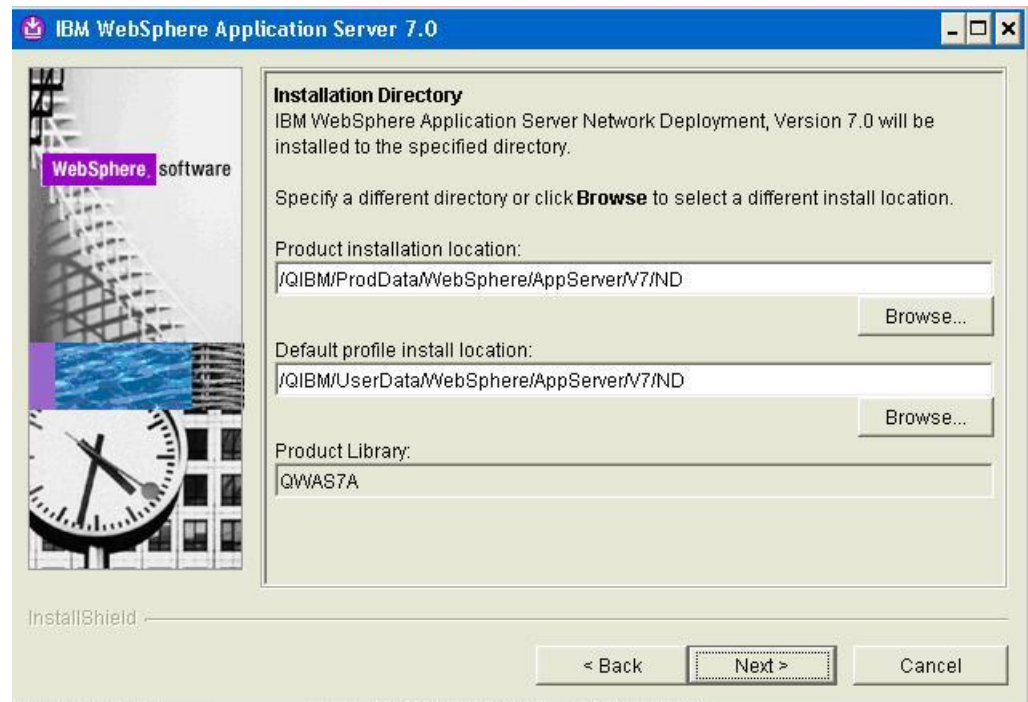 IBM WebSphere Application Server 7.0
WebSphere. software
Installation Directory
IBM WebSphere Application Server Network Deployment, Version 7.0 will be
installed to the specified directory.
Specify a different directory or click Browse to select a different install location.
Product installation location:
/QIBM/ProdData/WebSphere/AppServer/V7/ND
Browse...
Default profile install location:
/QIBM/UserData/WebSphere/AppServer/V7/ND
Browse...
Product Library:
QWAS7A
InstallShield
< Back Next > Cancel